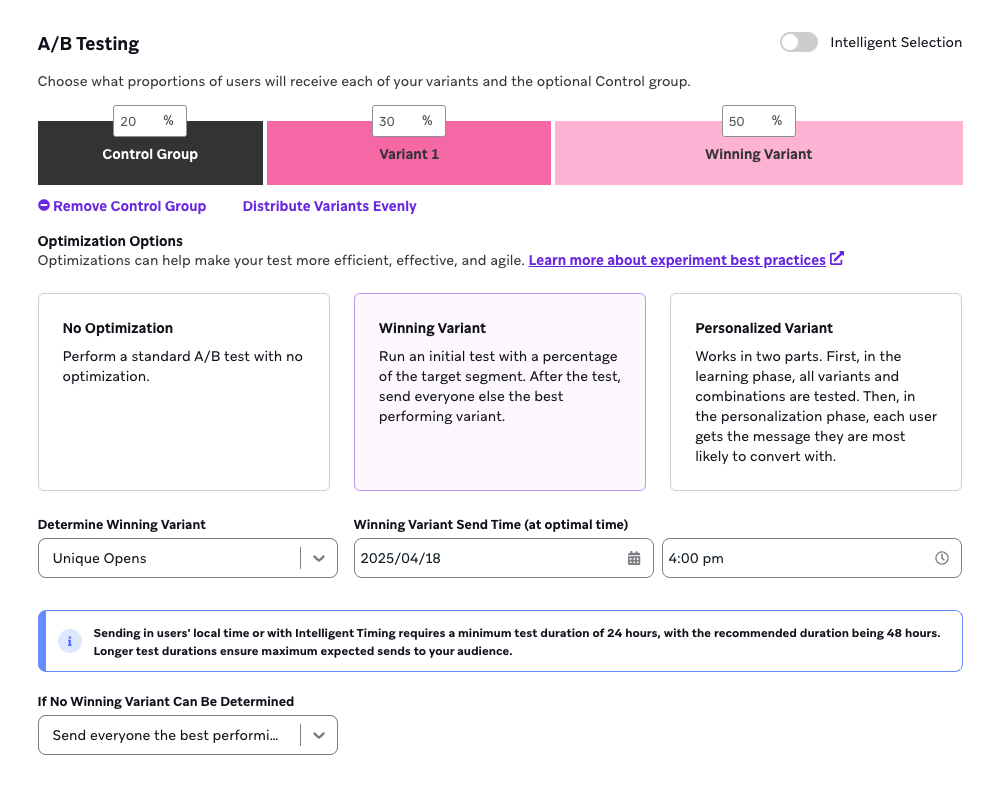 A/B Testing
Intelligent Selection
Choose what proportions of users will receive each of your variants and the optional Control group.
20 %
30 %
50 %
Control Group
Variant 1
Winning Variant
Remove Control Group
Distribute Variants Evenly
Optimization Options
Optimizations can help make your test more efficient, effective, and agile. Learn more about experiment best practices
No Optimization
Perform a standard A/B test with no
optimization.
Winning Variant
Run an initial test with a percentage
of the target segment. After the test,
send everyone else the best
performing variant.
Personalized Variant
Works in two parts. First, in the
learning phase, all variants and
combinations are tested. Then, in
the personalization phase, each user
gets the message they are most
likely to convert with.
Determine Winning Variant
Unique Opens
Winning Variant Send Time (at optimal time)
2025/04/18
4:00 pm
Sending in users' local time or with Intelligent Timing requires a minimum test duration of 24 hours, with the recommended duration being 48 hours.
Longer test durations ensure maximum expected sends to your audience.
If No Winning Variant Can Be Determined
Send everyone the best performi...